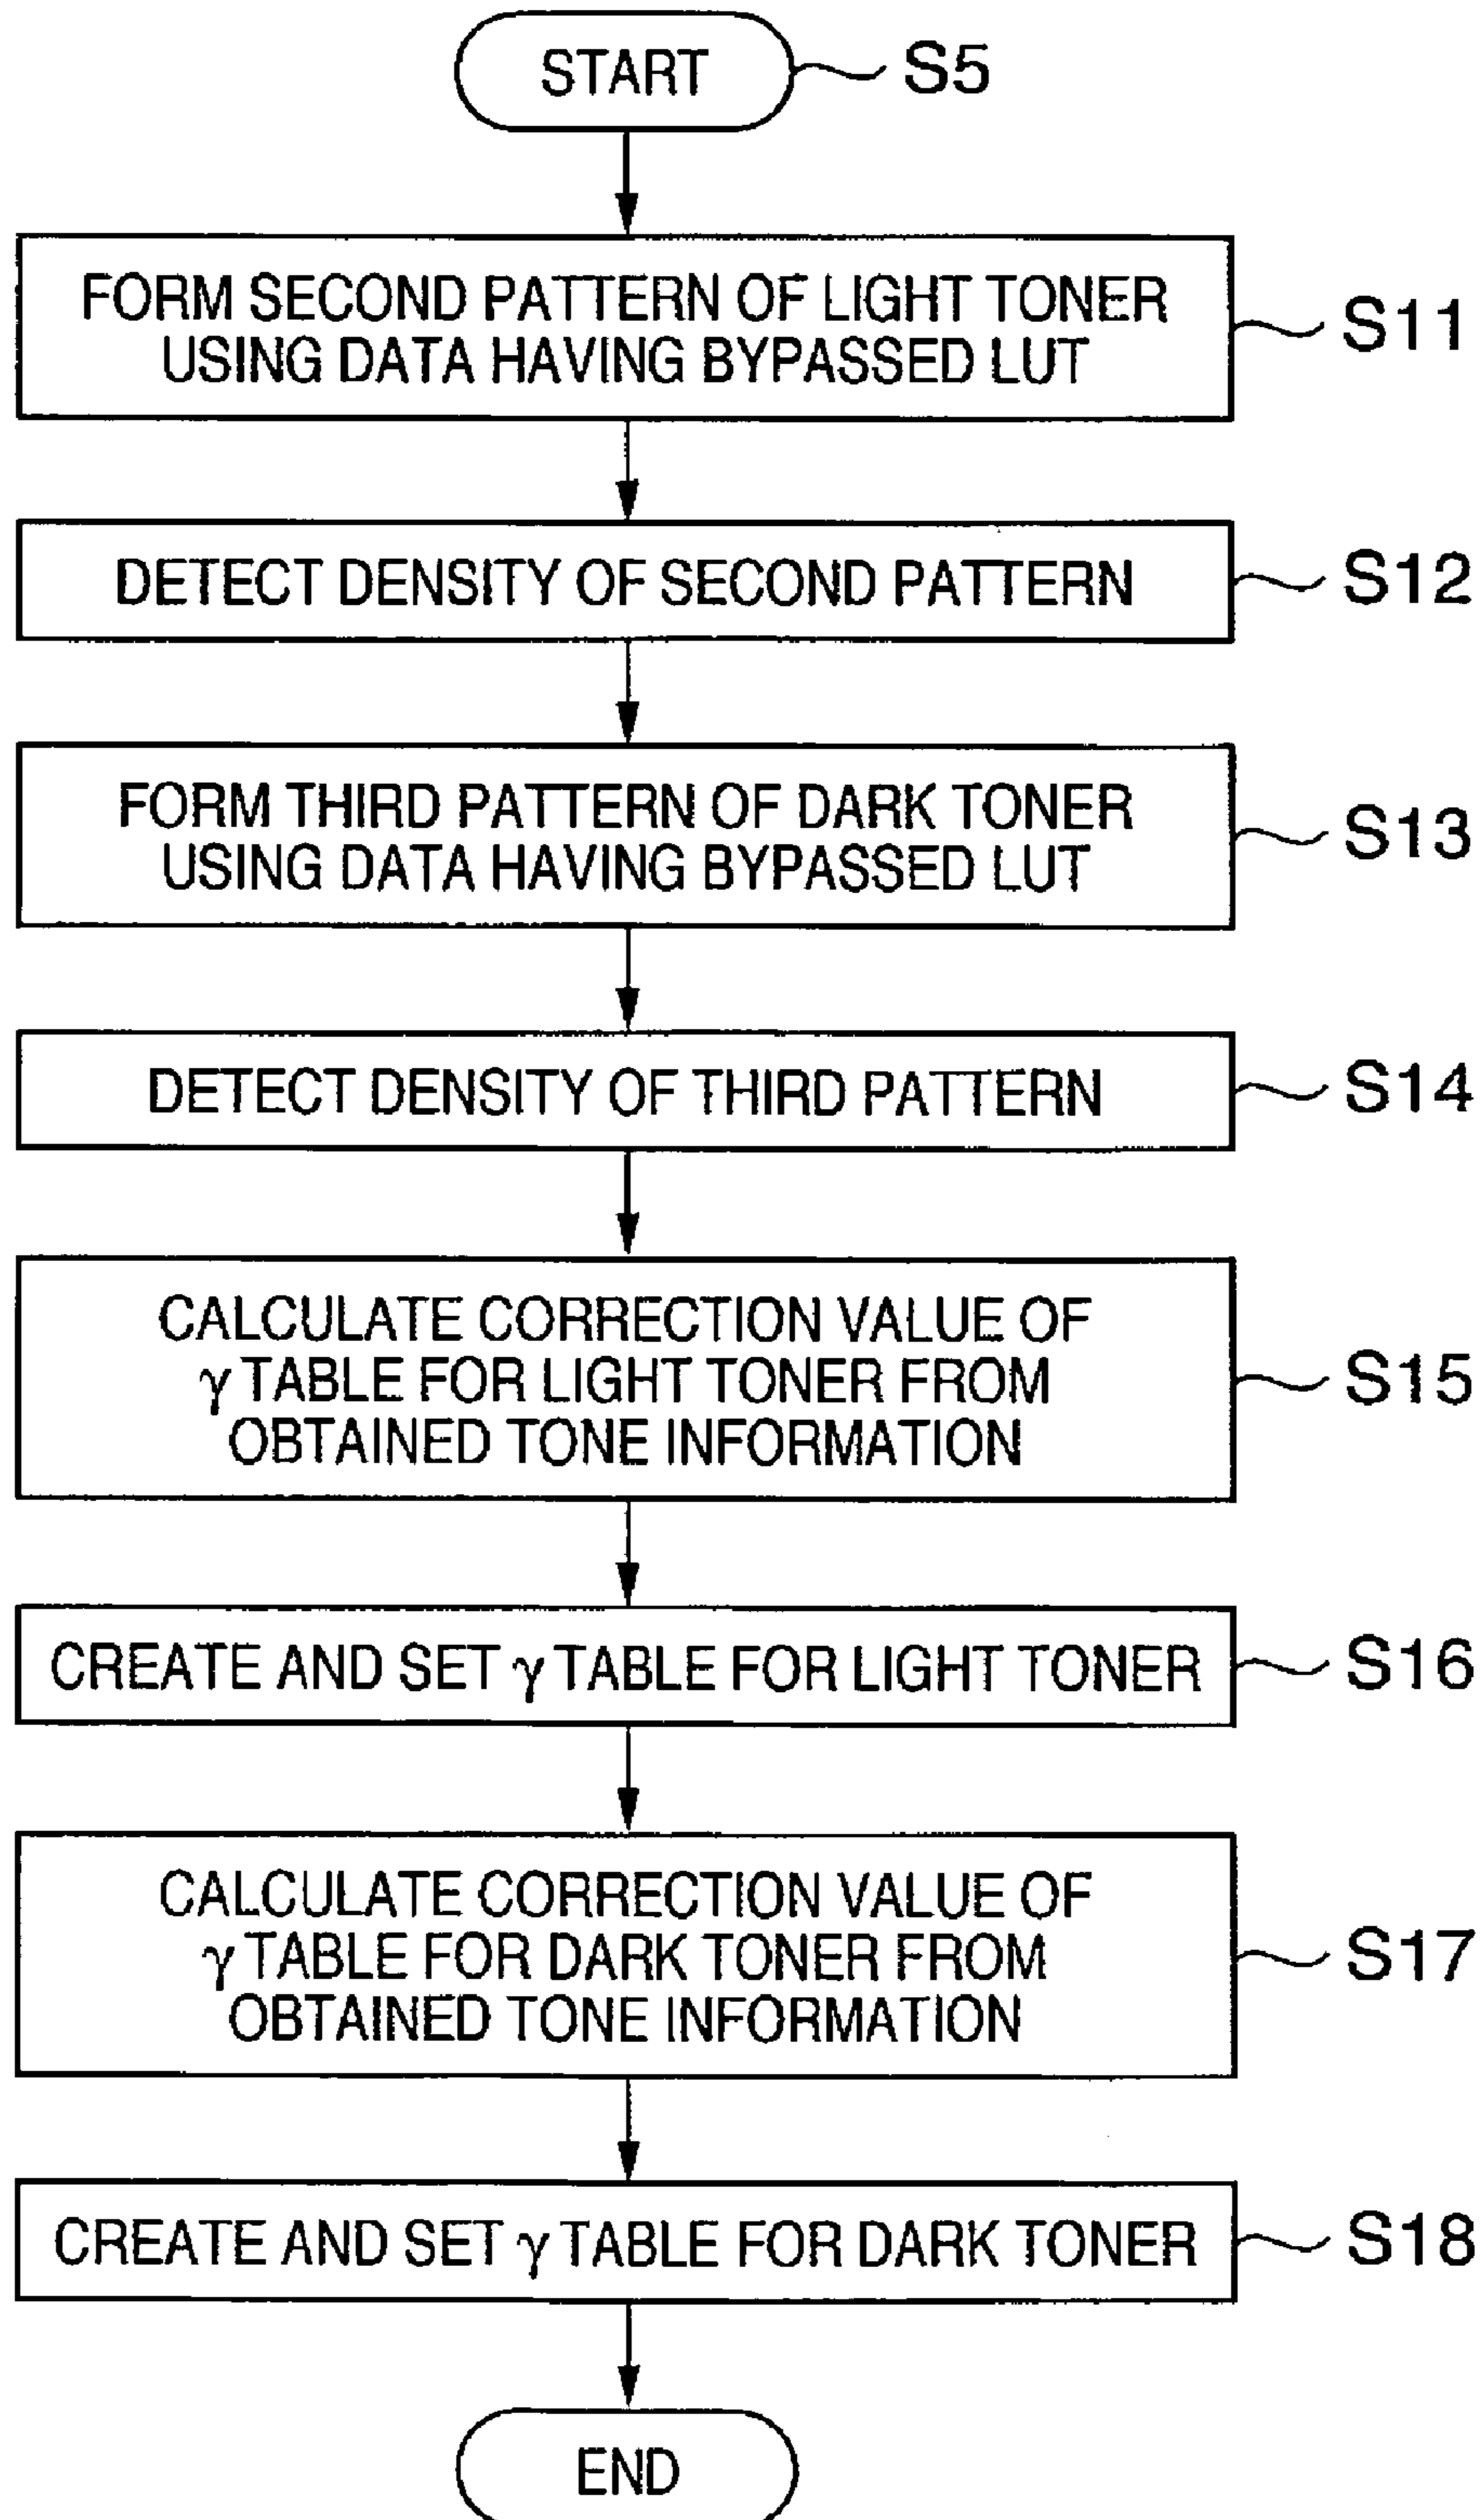 START S5
FORM SECOND PATTERN OF LIGHT TONER
USING DATA HAVING BYPASSED LUT
S11
DETECT DENSITY OF SECOND PATTERN S12
FORM THIRD PATTERN OF DARK TONER
USING DATA HAVING BYPASSED LUT
S13
DETECT DENSITY OF THIRD PATTERN S14
CALCULATE CORRECTION VALUE OF
γ TABLE FOR LIGHT TONER FROM
OBTAINED TONE INFORMATION
S15
CREATE AND SET γ TABLE FOR LIGHT TONER S16
CALCULATE CORRECTION VALUE OF
γ TABLE FOR DARK TONER FROM
OBTAINED TONE INFORMATION
S17
CREATE AND SET γ TABLE FOR DARK TONER S18
END